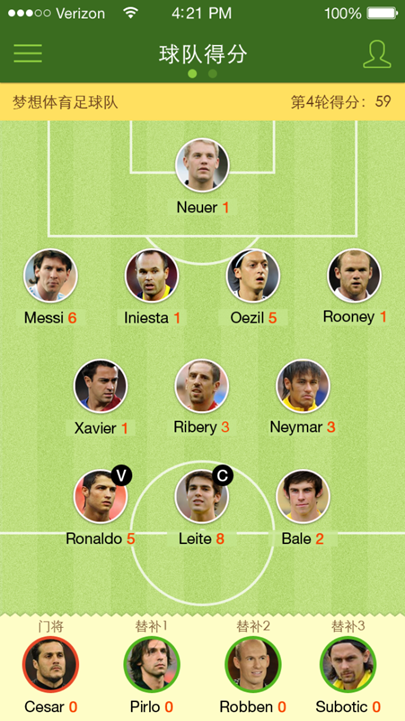 Verizon 4:21 PM 100%
球队得分
梦想体育足球队 第4轮得分：59
Neuer 1
Messi 6 Iniesta 1 Oezil 5 Rooney 1
Xavier 1 Ribery 3 Neymar 3
V C
Ronaldo 5 Leite 8 Bale 2
门将 替补1 替补2 替补3
Cesar 0 Pirlo 0 Robben 0 Subotic 0